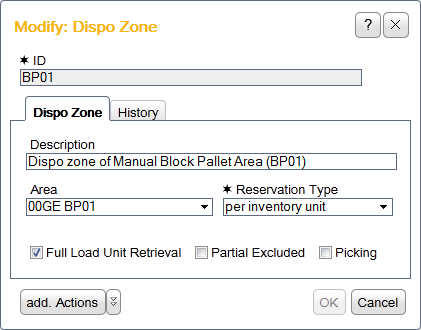 Modify: Dispo Zone
?
✶ ID
BP01
Dispo Zone History
Description
Dispo zone of Manual Block Pallet Area (BP01)
Area ✶ Reservation Type
00GE BP01 per inventory unit
Full Load Unit Retrieval Partial Excluded Picking
add. Actions OK Cancel